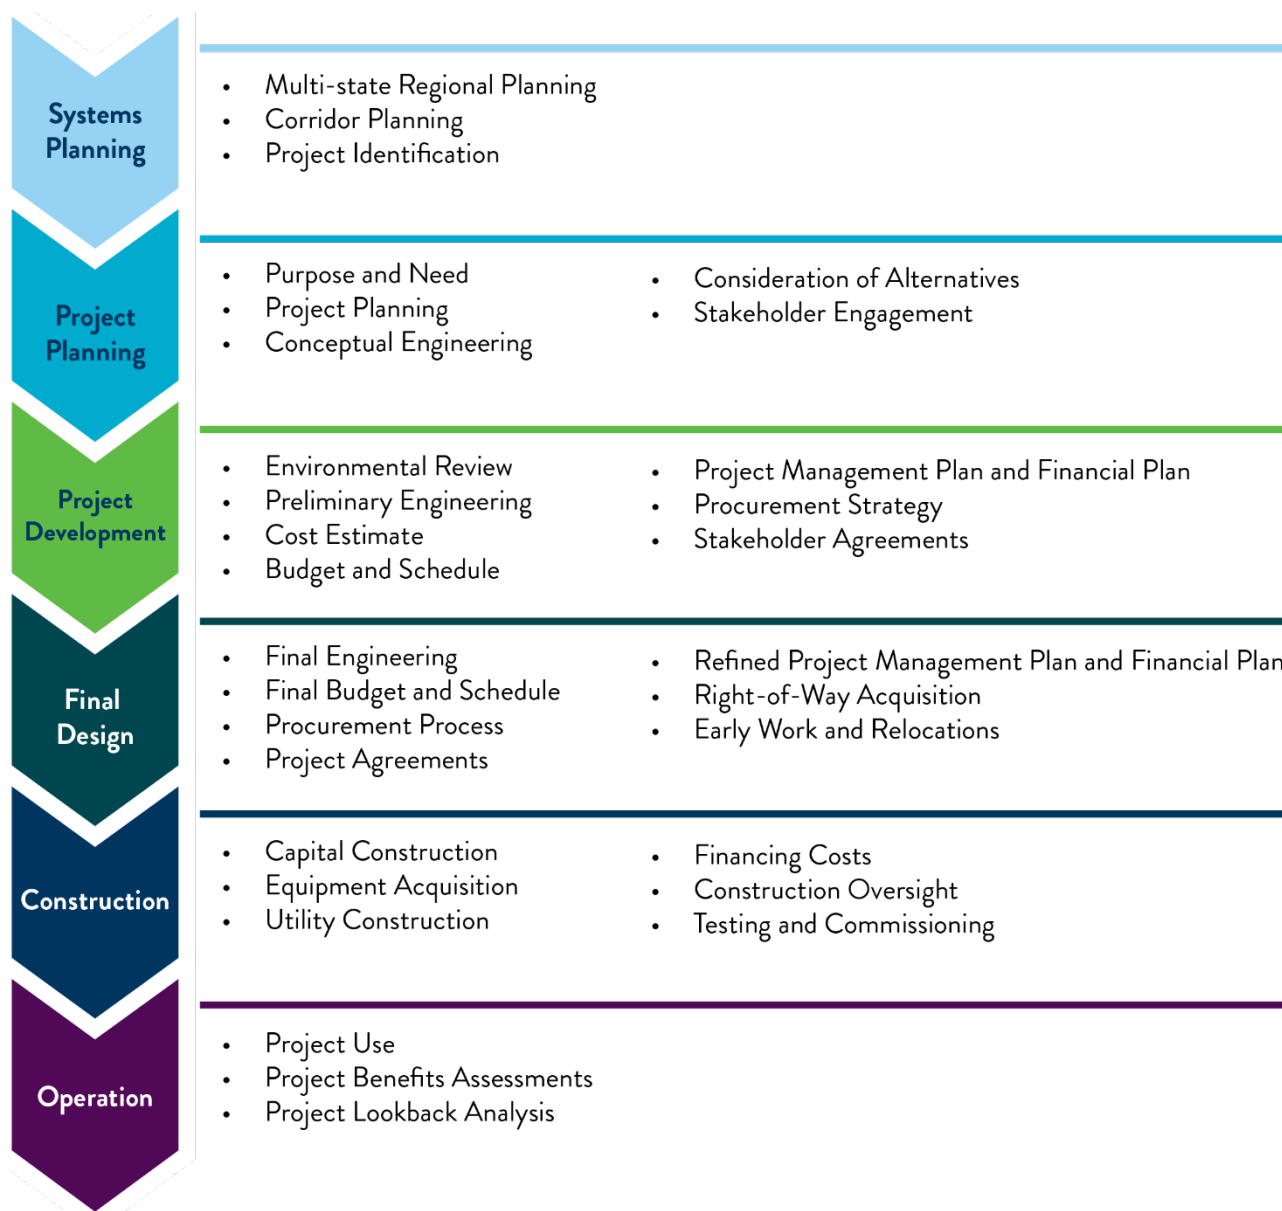 Systems
Planning
• Multi-state Regional Planning
• Corridor Planning
• Project Identification
Project
Planning
• Purpose and Need
• Project Planning
• Conceptual Engineering
• Consideration of Alternatives
• Stakeholder Engagement
Project
Development
• Environmental Review
• Preliminary Engineering
• Cost Estimate
• Budget and Schedule
• Project Management Plan and Financial Plan
• Procurement Strategy
• Stakeholder Agreements
Final
Design
• Final Engineering
• Final Budget and Schedule
• Procurement Process
• Project Agreements
• Refined Project Management Plan and Financial Plan
• Right-of-Way Acquisition
• Early Work and Relocations
Construction
• Capital Construction
• Equipment Acquisition
• Utility Construction
• Financing Costs
• Construction Oversight
• Testing and Commissioning
Operation
• Project Use
• Project Benefits Assessments
• Project Lookback Analysis